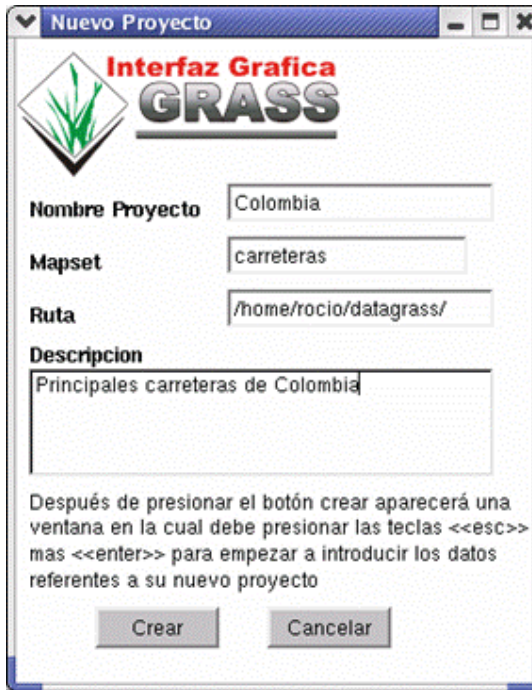 Nuevo Proyecto
Interfaz Grafica
GRASS
Nombre Proyecto Colombia
Mapset carreteras
Ruta /home/rocio/datagrass/
Descripcion
Principales carreteras de Colombia
Después de presionar el botón crear aparecerá una
ventana en la cual debe presionar las teclas <<esc>>
mas <<enter>> para empezar a introducir los datos
referentes a su nuevo proyecto
Crear Cancelar